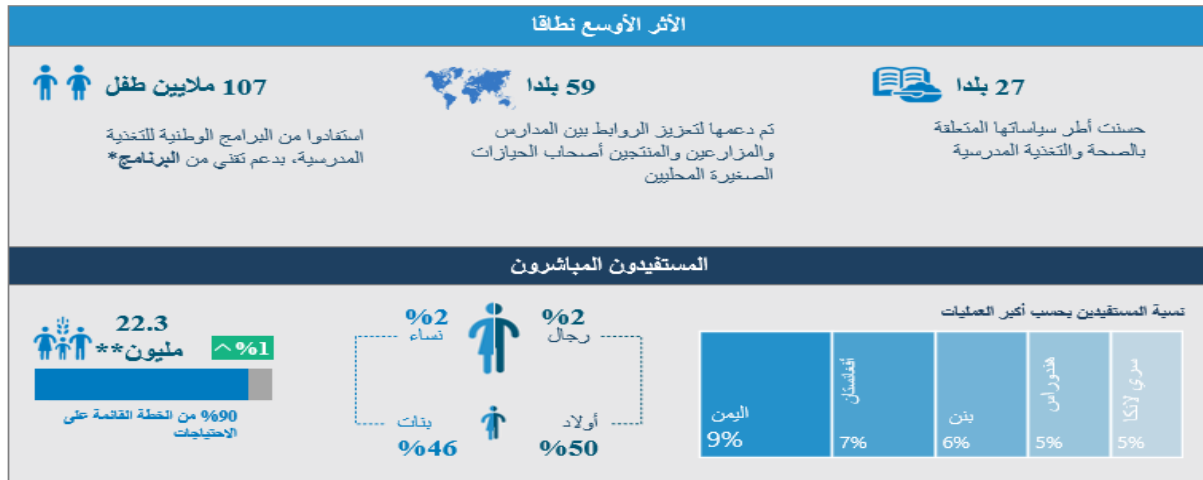 الأثر الأوسع نطاقا
27 بلدا
حسنت أطر سياساتها المتعلقة
بالصحة والتغذية المدرسية
59 بلدا
تم دعمها لتعزيز الروابط بين المدارس
والمزارعين والمنتجين أصحاب الحيازات
الصغيرة المحليين
107 ملايين طفل
استفادوا من البرامج الوطنية للتغذية
المدرسية، بدعم تقني من البرنامج*
المستفيدون المباشرون
نسبة المستفيدين بحسب أكبر العمليات
سري لانكا
5%
هندوراس
5%
بنن
6%
أفغانستان
7%
اليمن
9%
%2
رجال
%2
نساء
أولاد
%50
بنات
%46
22.3
مليون**
%1
%90 من الخطة القائمة على
الاحتياجات